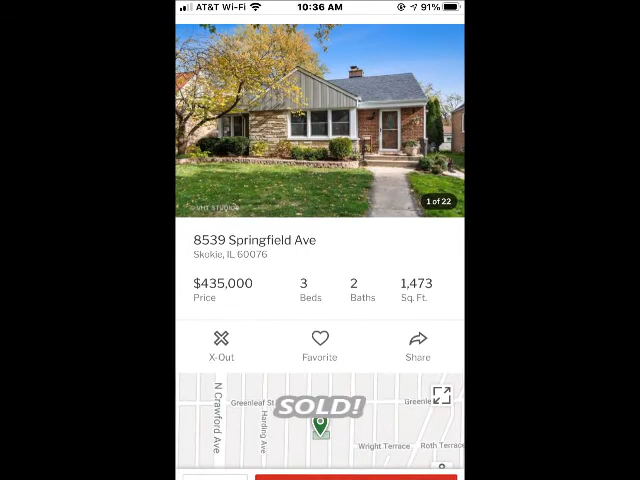 AT&T Wi-Fi 10:36 AM 91%
© VHT STUDIOS
1 of 22
8539 Springfield Ave
Skokie, IL 60076
$435,000 3 2 1,473
Price Beds Baths Sq. Ft.
X-Out Favorite Share
N Crawford Ave
Greenleaf St
Harding Ave
SOLD!
Greenle
Wright Terrace
Roth Terrace